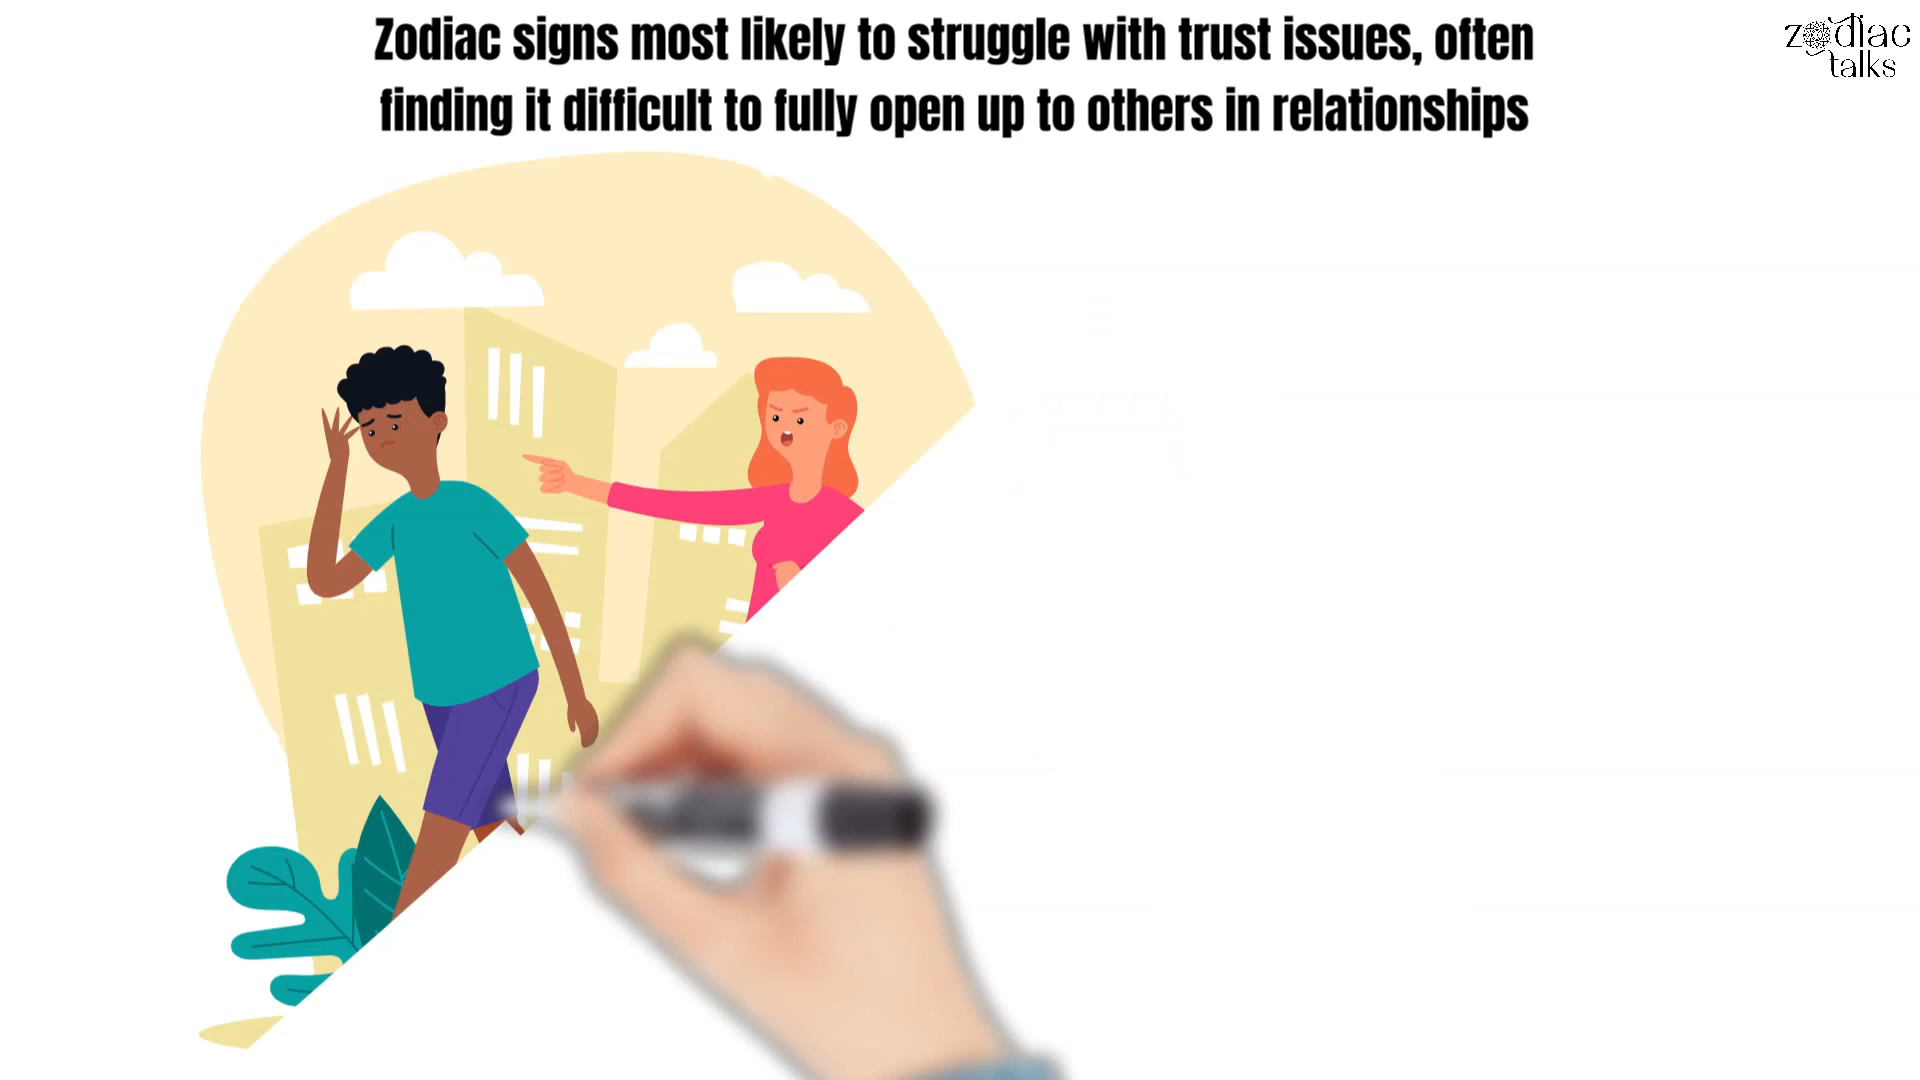 Zodiac signs most likely to struggle with trust issues, often
finding it difficult to fully open up to others in relationships
zodiac
talks